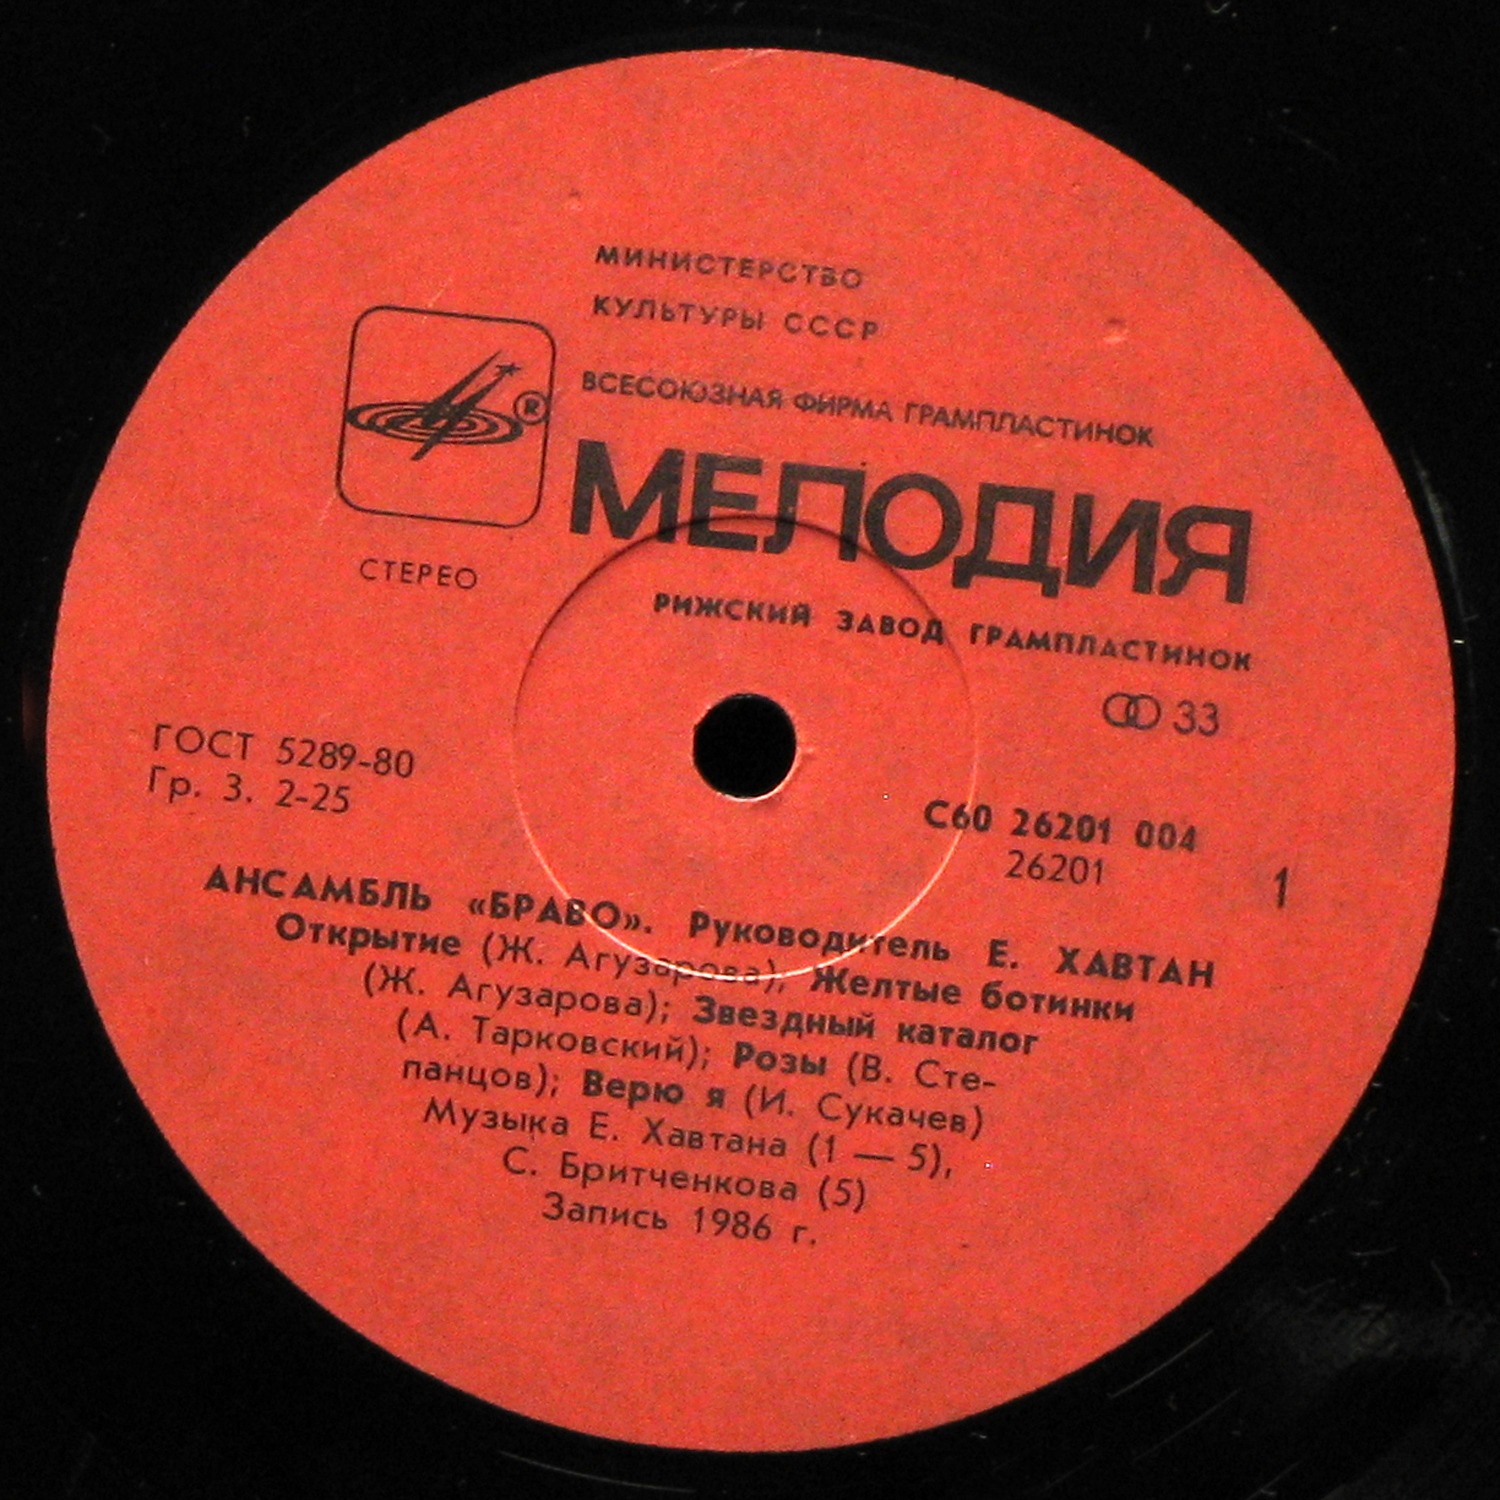 МИНИСТЕРСТВО
КУЛЬТУРЫ СССР
ВСЕСОЮЗНАЯ ФИРМА ГРАМПЛАСТИНОК
®
МЕЛОДИЯ
СТЕРЕО
РИЖСКИЙ ЗАВОД ГРАМПЛАСТИНОК
33
ГОСТ 5289-80
Гр. 3. 2-25
С60 26201 004
26201
1
АНСАМБЛЬ «БРАВО». Руководитель Е. ХАВТАН
Открытие (Ж. Агузарова); Желтые ботинки
(Ж. Агузарова); Звездный каталог
(А. Тарковский); Розы (В. Сте-
панцов); Верю я (И. Сукачев)
Музыка Е. Хавтана (1 — 5),
С. Бритченкова (5)
Запись 1986 г.